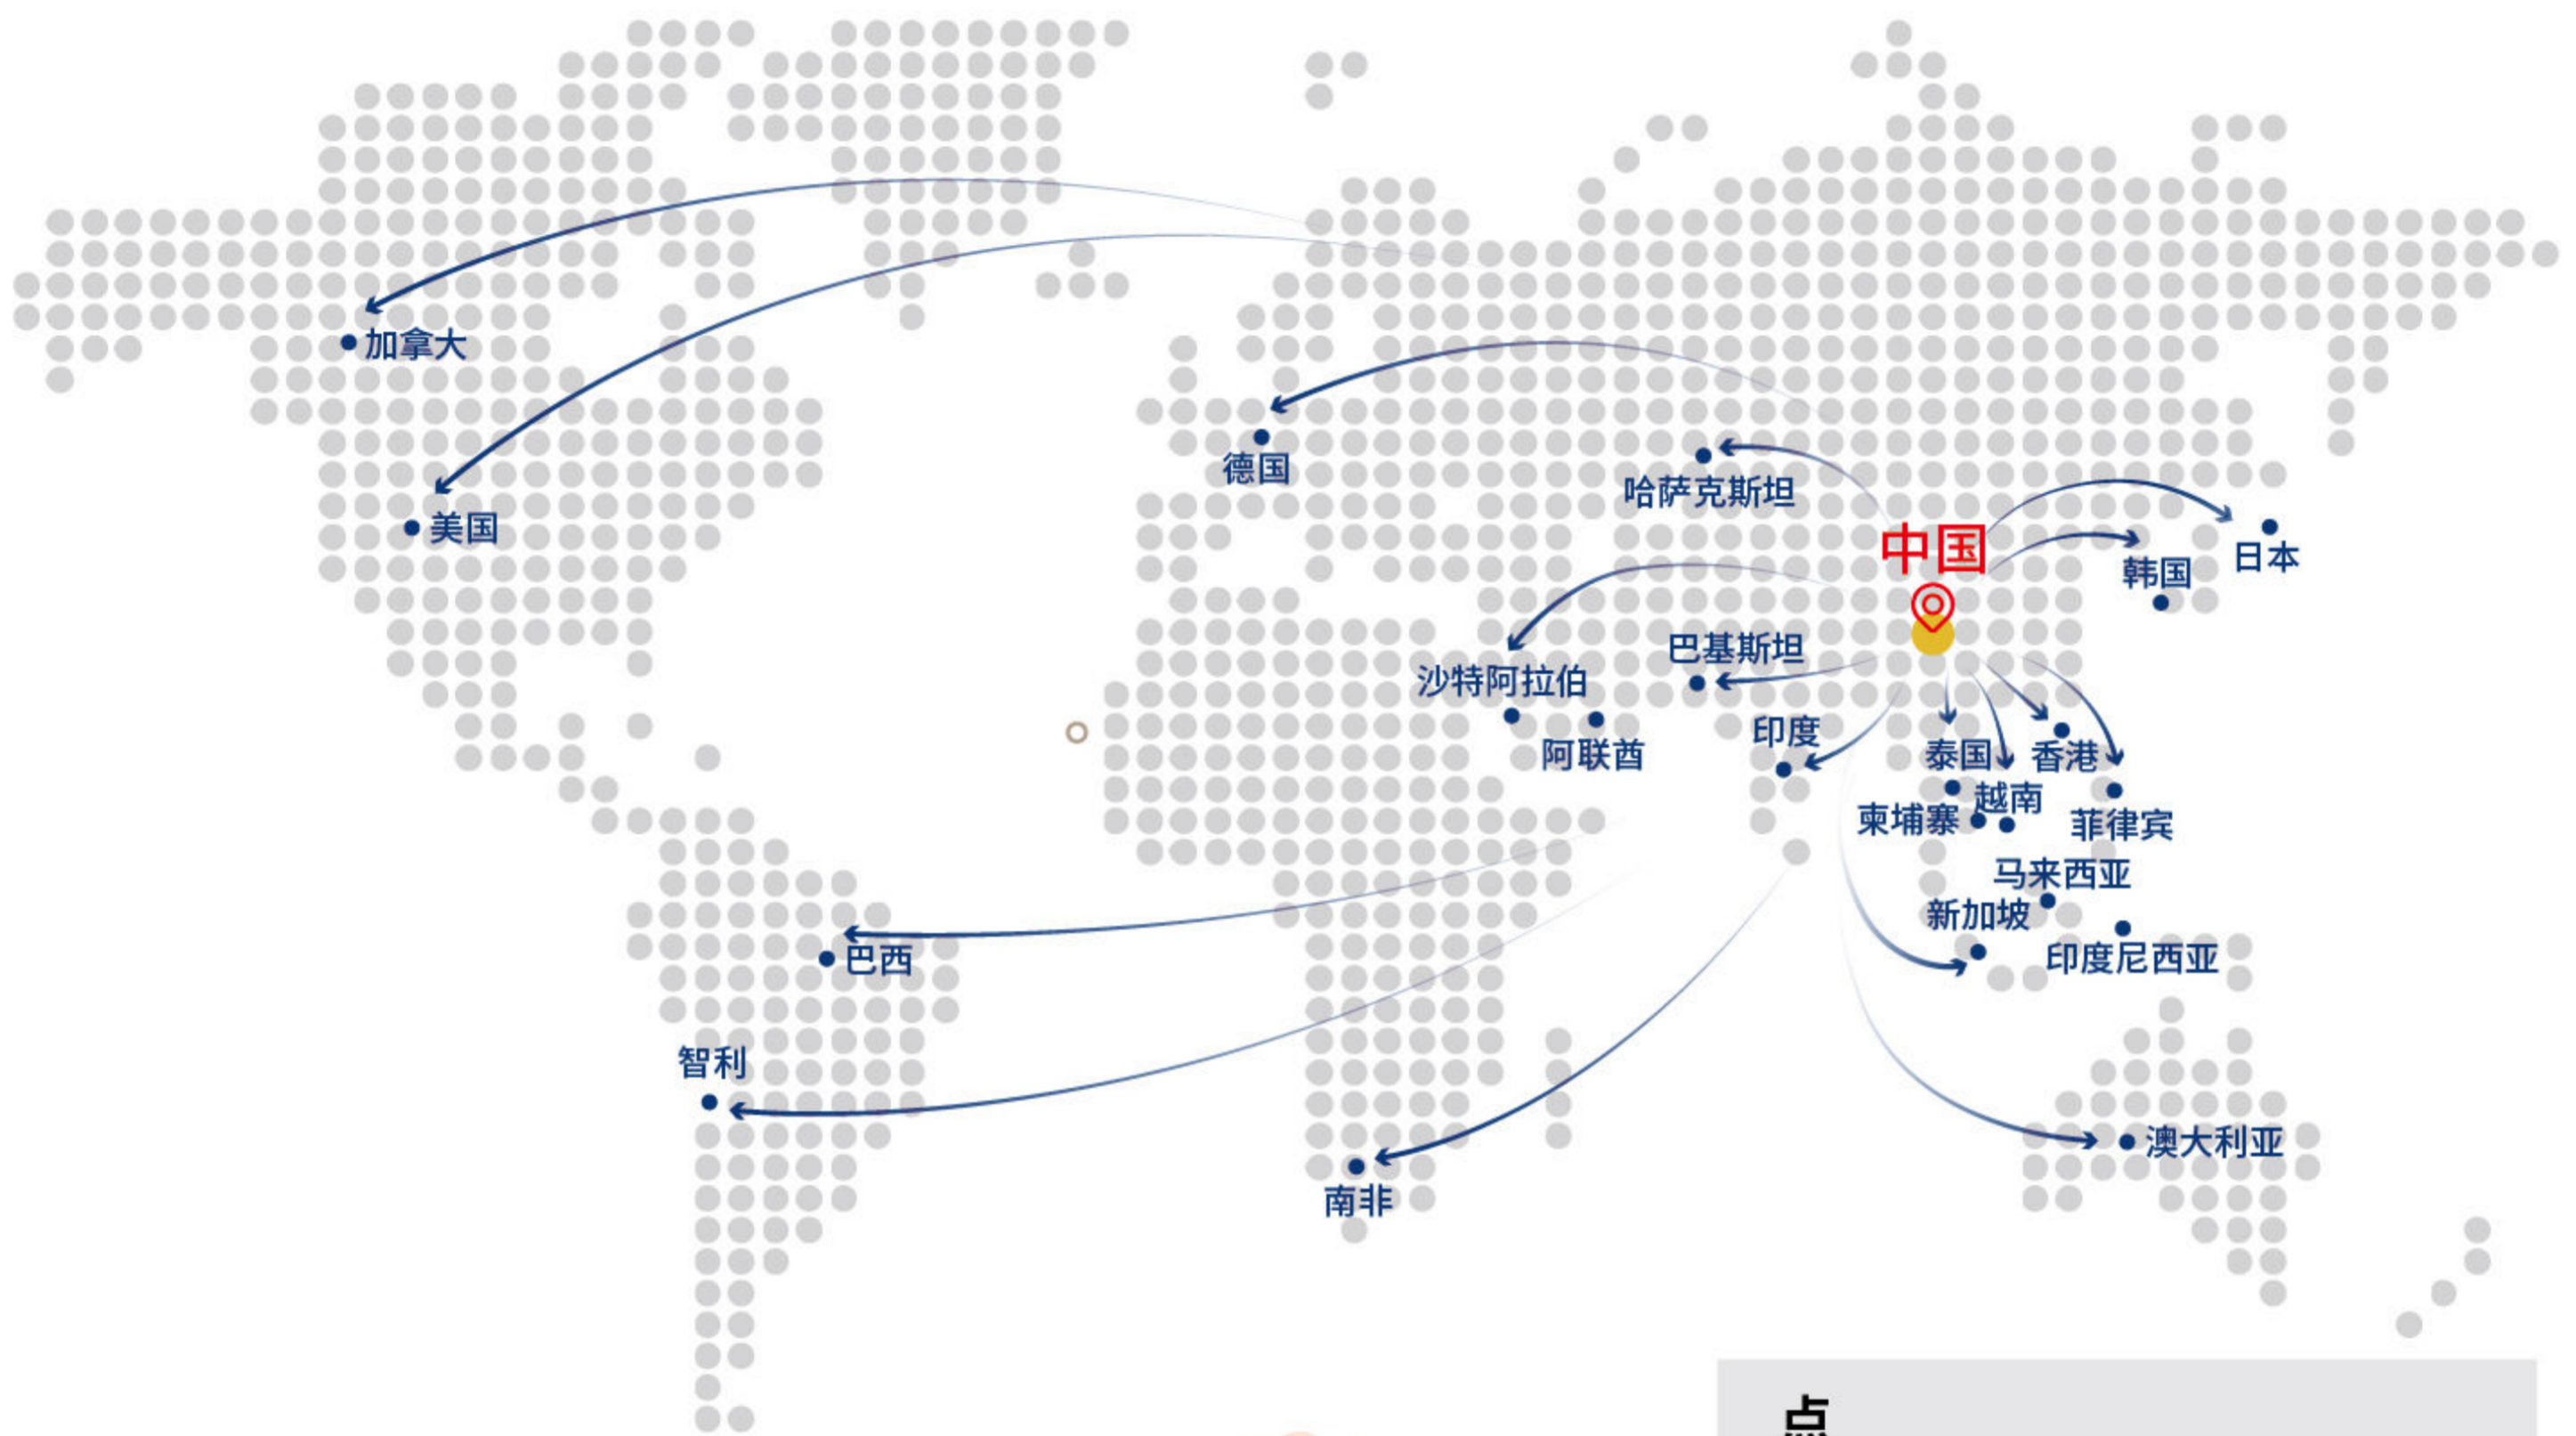 加拿大
德国
哈萨克斯坦
美国
中国
日本
韩国
巴基斯坦
沙特阿拉伯
印度
阿联酋
泰国
香港
越南
柬埔寨
菲律宾
马来西亚
新加坡
巴西
印度尼西亚
智利
澳大利亚
南非
点